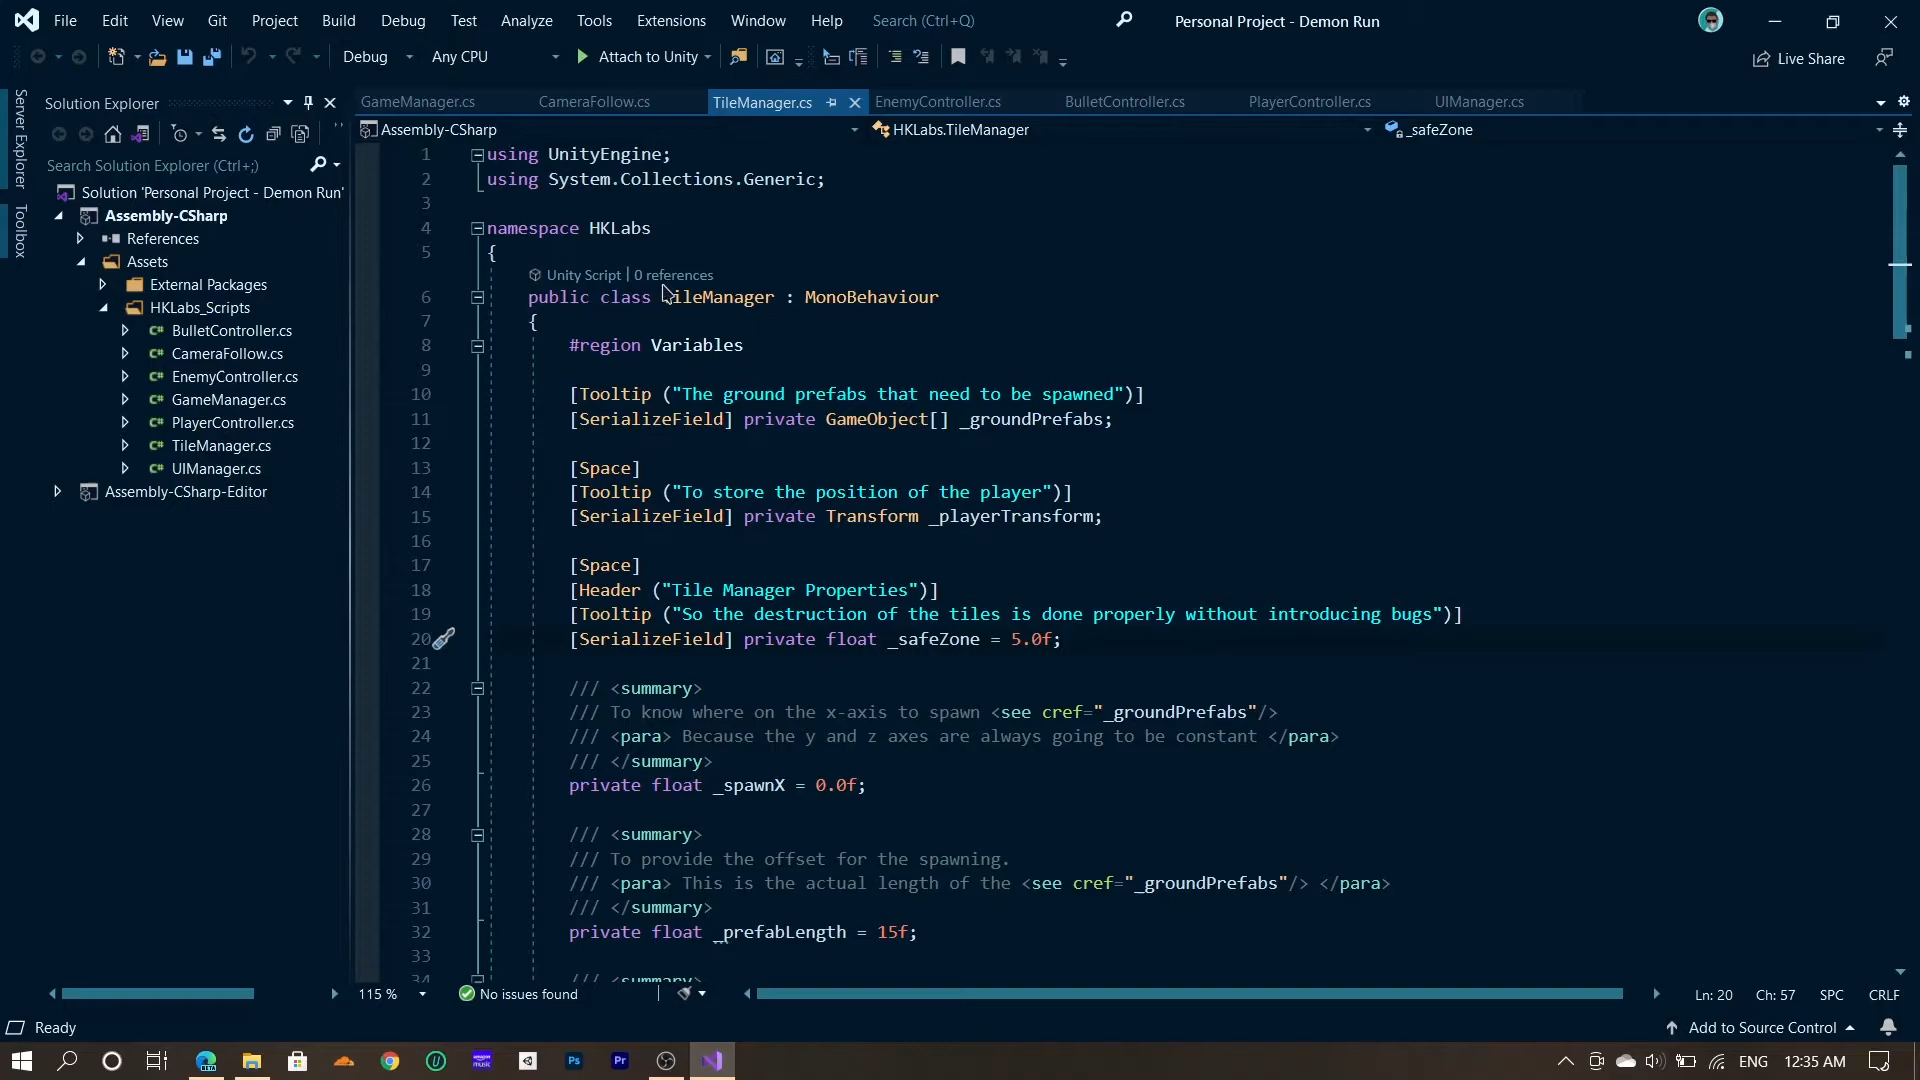 File Edit View Git Project Build Debug Test Analyze Tools Extensions Window Help Search (Ctrl+Q) Personal Project - Demon Run
Debug Any CPU Attach to Unity Live Share
Server Explorer
Toolbox
Solution Explorer
Search Solution Explorer (Ctrl+;)
Solution 'Personal Project - Demon Run'
Assembly-CSharp
References
Assets
External Packages
HKLabs_Scripts
C# BulletController.cs
C# CameraFollow.cs
C# EnemyController.cs
C# GameManager.cs
C# PlayerController.cs
C# TileManager.cs
C# UIManager.cs
Assembly-CSharp-Editor
GameManager.cs CameraFollow.cs TileManager.cs EnemyController.cs BulletController.cs PlayerController.cs UIManager.cs
Assembly-CSharp HKLabs.TileManager _safeZone
1 using UnityEngine;
2 using System.Collections.Generic;
3
4 namespace HKLabs
5 {
Unity Script | 0 references
6 public class TileManager : MonoBehaviour
7 {
8 #region Variables
9
10 [Tooltip ("The ground prefabs that need to be spawned")]
11 [SerializeField] private GameObject[] _groundPrefabs;
12
13 [Space]
14 [Tooltip ("To store the position of the player")]
15 [SerializeField] private Transform _playerTransform;
16
17 [Space]
18 [Header ("Tile Manager Properties")]
19 [Tooltip ("So the destruction of the tiles is done properly without introducing bugs")]
20 [SerializeField] private float _safeZone = 5.0f;
21
22 /// <summary>
23 /// To know where on the x-axis to spawn <see cref="_groundPrefabs"/>
24 /// <para> Because the y and z axes are always going to be constant </para>
25 /// </summary>
26 private float _spawnX = 0.0f;
27
28 /// <summary>
29 /// To provide the offset for the spawning.
30 /// <para> This is the actual length of the <see cref="_groundPrefabs"/> </para>
31 /// </summary>
32 private float _prefabLength = 15f;
33
34 /// <summary>
115 % No issues found Ln: 20 Ch: 57 SPC CRLF
Ready Add to Source Control
BETA amazon music Ps Pr ENG 12:35 AM